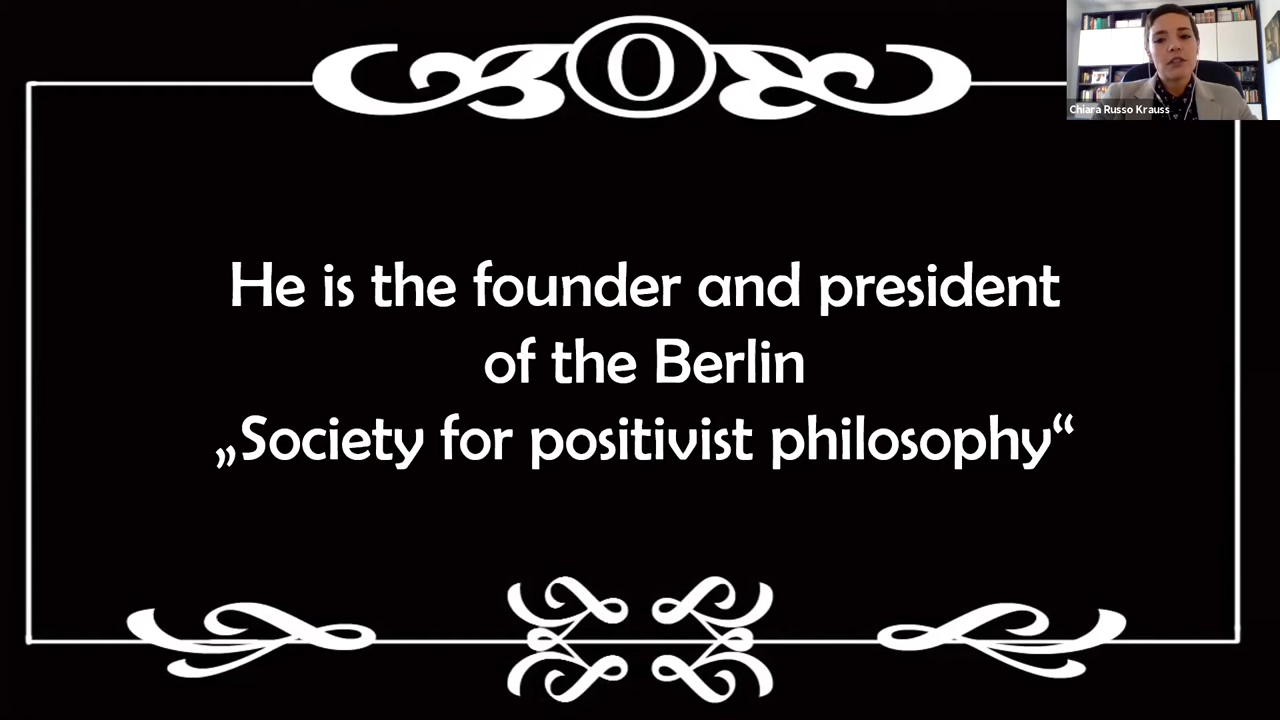 O
Chiara Russo Krauss
He is the founder and president
of the Berlin
„Society for positivist philosophy“